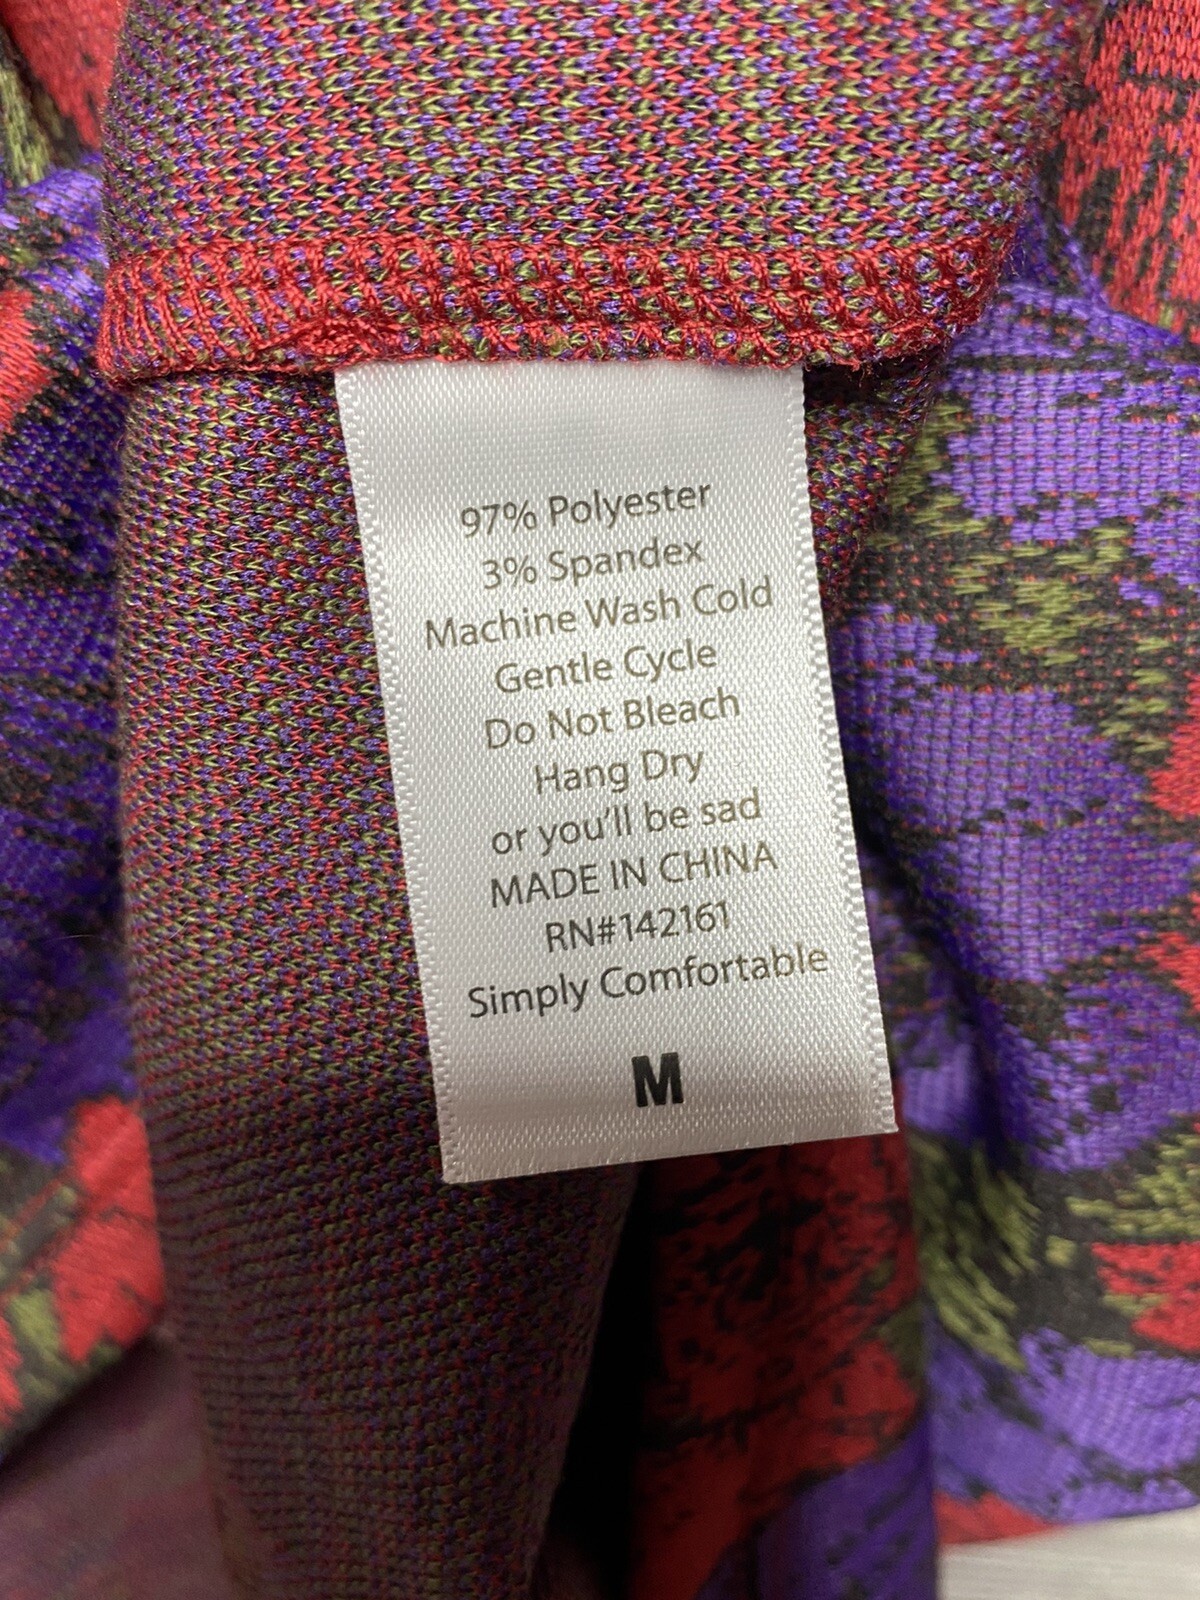 97% Polyester
3% Spandex
Machine Wash Cold
Gentle Cycle
Do Not Bleach
Hang Dry
or you'll be sad
MADE IN CHINA
RN#142161
Simply Comfortable
M